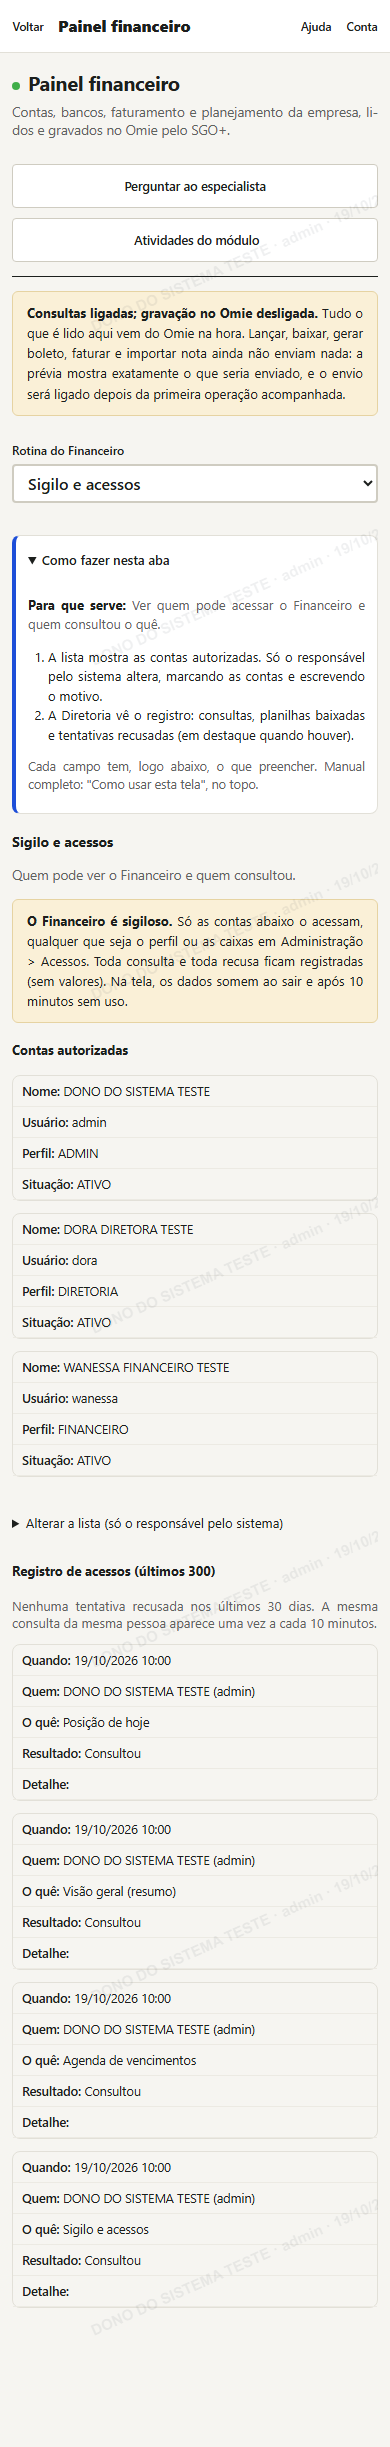 Voltar Painel financeiro Ajuda Conta
Painel financeiro
Contas, bancos, faturamento e planejamento da empresa, li-
dos e gravados no Omie pelo SGO+.
Perguntar ao especialista
Atividades do módulo
Consultas ligadas; gravação no Omie desligada. Tudo o
que é lido aqui vem do Omie na hora. Lançar, baixar, gerar
boleto, faturar e importar nota ainda não enviam nada: a
prévia mostra exatamente o que seria enviado, e o envio
será ligado depois da primeira operação acompanhada.
Rotina do Financeiro
Sigilo e acessos
▼ Como fazer nesta aba
Para que serve: Ver quem pode acessar o Financeiro e
quem consultou o quê.
1. A lista mostra as contas autorizadas. Só o responsável
pelo sistema altera, marcando as contas e escrevendo
o motivo.
2. A Diretoria vê o registro: consultas, planilhas baixadas
e tentativas recusadas (em destaque quando houver).
Cada campo tem, logo abaixo, o que preencher. Manual
completo: "Como usar esta tela", no topo.
Sigilo e acessos
Quem pode ver o Financeiro e quem consultou.
O Financeiro é sigiloso. Só as contas abaixo o acessam,
qualquer que seja o perfil ou as caixas em Administração
> Acessos. Toda consulta e toda recusa ficam registradas
(sem valores). Na tela, os dados somem ao sair e após 10
minutos sem uso.
Contas autorizadas
Nome: DONO DO SISTEMA TESTE
Usuário: admin
Perfil: ADMIN
Situação: ATIVO
Nome: DORA DIRETORA TESTE
Usuário: dora
Perfil: DIRETORIA
Situação: ATIVO
Nome: WANESSA FINANCEIRO TESTE
Usuário: wanessa
Perfil: FINANCEIRO
Situação: ATIVO
▶ Alterar a lista (só o responsável pelo sistema)
Registro de acessos (últimos 300)
Nenhuma tentativa recusada nos últimos 30 dias. A mesma
consulta da mesma pessoa aparece uma vez a cada 10 minutos.
Quando: 19/10/2026 10:00
Quem: DONO DO SISTEMA TESTE (admin)
O quê: Posição de hoje
Resultado: Consultou
Detalhe:
Quando: 19/10/2026 10:00
Quem: DONO DO SISTEMA TESTE (admin)
O quê: Visão geral (resumo)
Resultado: Consultou
Detalhe:
Quando: 19/10/2026 10:00
Quem: DONO DO SISTEMA TESTE (admin)
O quê: Agenda de vencimentos
Resultado: Consultou
Detalhe:
Quando: 19/10/2026 10:00
Quem: DONO DO SISTEMA TESTE (admin)
O quê: Sigilo e acessos
Resultado: Consultou
Detalhe:
DONO DO SISTEMA TESTE · admin · 19/10/2